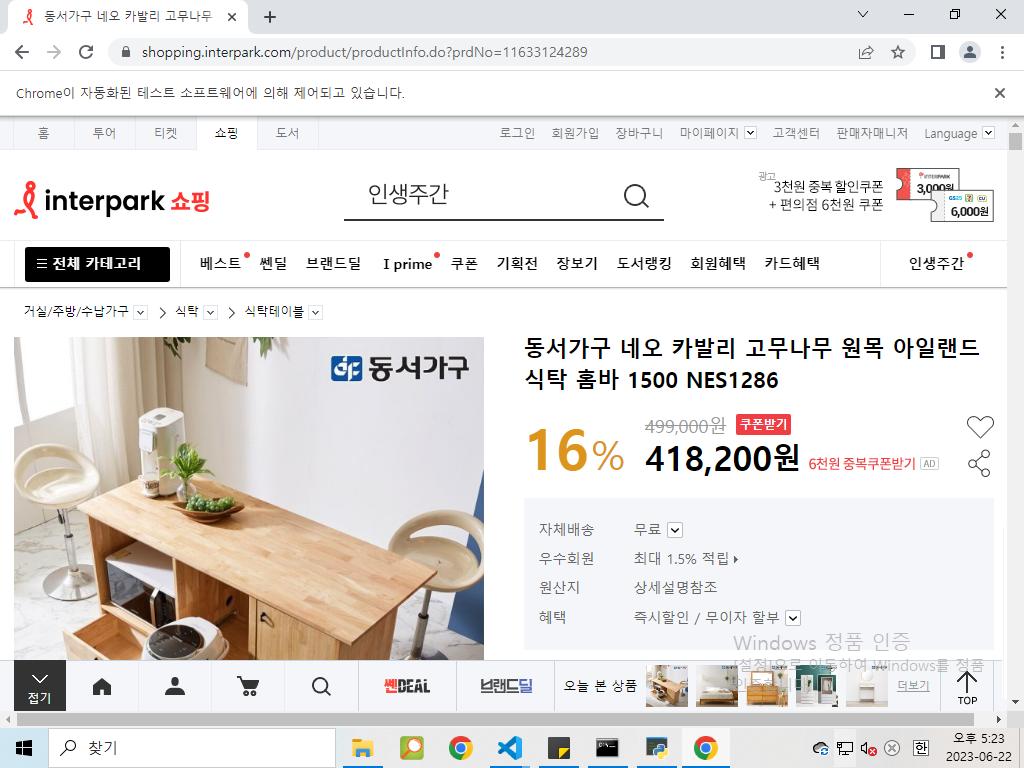 동서가구 네오 카발리 고무나무
shopping.interpark.com/product/productInfo.do?prdNo=11633124289
Chrome이 자동화된 테스트 소프트웨어에 의해 제어되고 있습니다.
홈 투어 티켓 쇼핑 도서 로그인 회원가입 장바구니 마이페이지 고객센터 판매자매니저 Language
광고
interpark 쇼핑 인생주간
3천원 중복 할인쿠폰
+ 편의점 6천원 쿠폰
INTERPARK
3,000원
GS25 CU
6,000원
전체 카테고리 베스트 쎈딜 브랜드딜 I prime 쿠폰 기획전 장보기 도서랭킹 회원혜택 카드혜택 인생주간
거실/주방/수납가구 식탁 식탁테이블
동서가구
동서가구 네오 카발리 고무나무 원목 아일랜드
식탁 홈바 1500 NES1286
16% 499,000원 쿠폰받기
418,200원 6천원 중복쿠폰받기 AD
자체배송 무료
우수회원 최대 1.5% 적립
원산지 상세설명참조
혜택 즉시할인 / 무이자 할부
Windows 정품 인증
[설정]으로 이동하여 Windows를 정품
접기 쎈DEAL 브랜드딜 오늘 본 상품 더보기 TOP
찾기
한
오후 5:23
2023-06-22